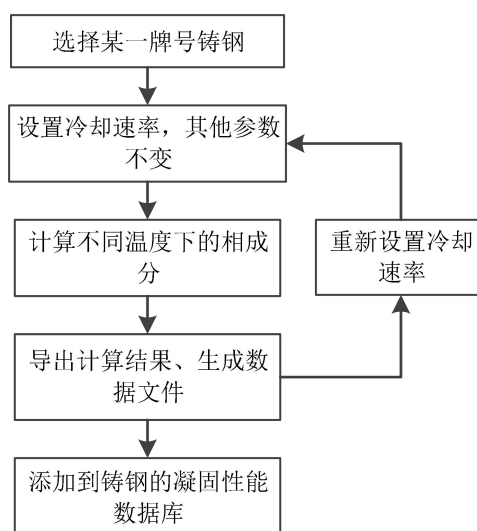 选择某一牌号铸钢
设置冷却速率，其他参数
不变
计算不同温度下的相成
分
重新设置冷却
速率
导出计算结果、生成数
据文件
添加到铸钢的凝固性能
数据库